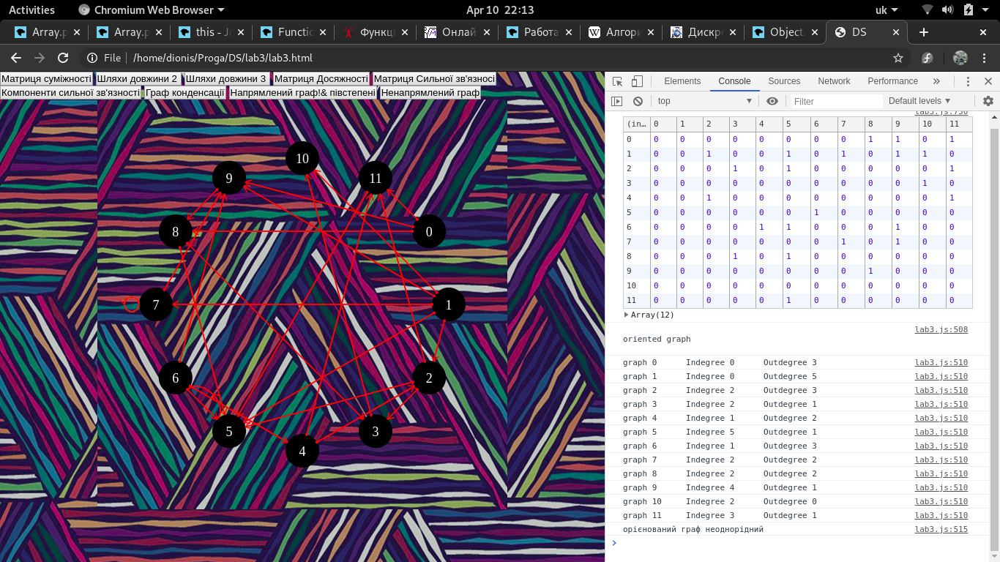 Activities Chromium Web Browser Apr 10 22:13 uk
Array.p Array.p this - Ja Functio Функц Онлай Работа Алгори Дискре Object. DS
File /home/dionis/Proga/DS/lab3/lab3.html
Матриця суміжності Шляхи довжини 2 Шляхи довжини 3 Матриця Досяжності Матриця Сильної зв'язносі
Компоненти сильної зв'язності Граф конденсації Напрямлений граф!& півстепені Ненапрямлений граф
10
9 11
8 0
7 1
6 2
5 3
4
Elements Console Sources Network Performance
top Filter Default levels
lab3.js:750
(in… 0 1 2 3 4 5 6 7 8 9 10 11
0 0 0 0 0 0 0 0 0 1 1 0 1
1 0 0 1 0 0 1 0 1 0 1 1 0
2 0 0 0 1 0 1 0 0 0 0 0 1
3 0 0 0 0 0 0 0 0 0 0 1 0
4 0 0 1 0 0 0 0 0 0 0 0 1
5 0 0 0 0 0 0 1 0 0 0 0 0
6 0 0 0 0 1 1 0 0 0 1 0 0
7 0 0 0 0 0 0 0 1 0 1 0 0
8 0 0 0 1 0 1 0 0 0 0 0 0
9 0 0 0 0 0 0 0 0 1 0 0 0
10 0 0 0 0 0 0 0 0 0 0 0 0
11 0 0 0 0 0 1 0 0 0 0 0 0
Array(12)
lab3.js:508
oriented graph
graph 0 Indegree 0 Outdegree 3 lab3.js:510
graph 1 Indegree 0 Outdegree 5 lab3.js:510
graph 2 Indegree 2 Outdegree 3 lab3.js:510
graph 3 Indegree 2 Outdegree 1 lab3.js:510
graph 4 Indegree 1 Outdegree 2 lab3.js:510
graph 5 Indegree 5 Outdegree 1 lab3.js:510
graph 6 Indegree 1 Outdegree 3 lab3.js:510
graph 7 Indegree 2 Outdegree 2 lab3.js:510
graph 8 Indegree 2 Outdegree 2 lab3.js:510
graph 9 Indegree 4 Outdegree 1 lab3.js:510
graph 10 Indegree 2 Outdegree 0 lab3.js:510
graph 11 Indegree 3 Outdegree 1 lab3.js:510
орієнований граф неоднорідний lab3.js:515